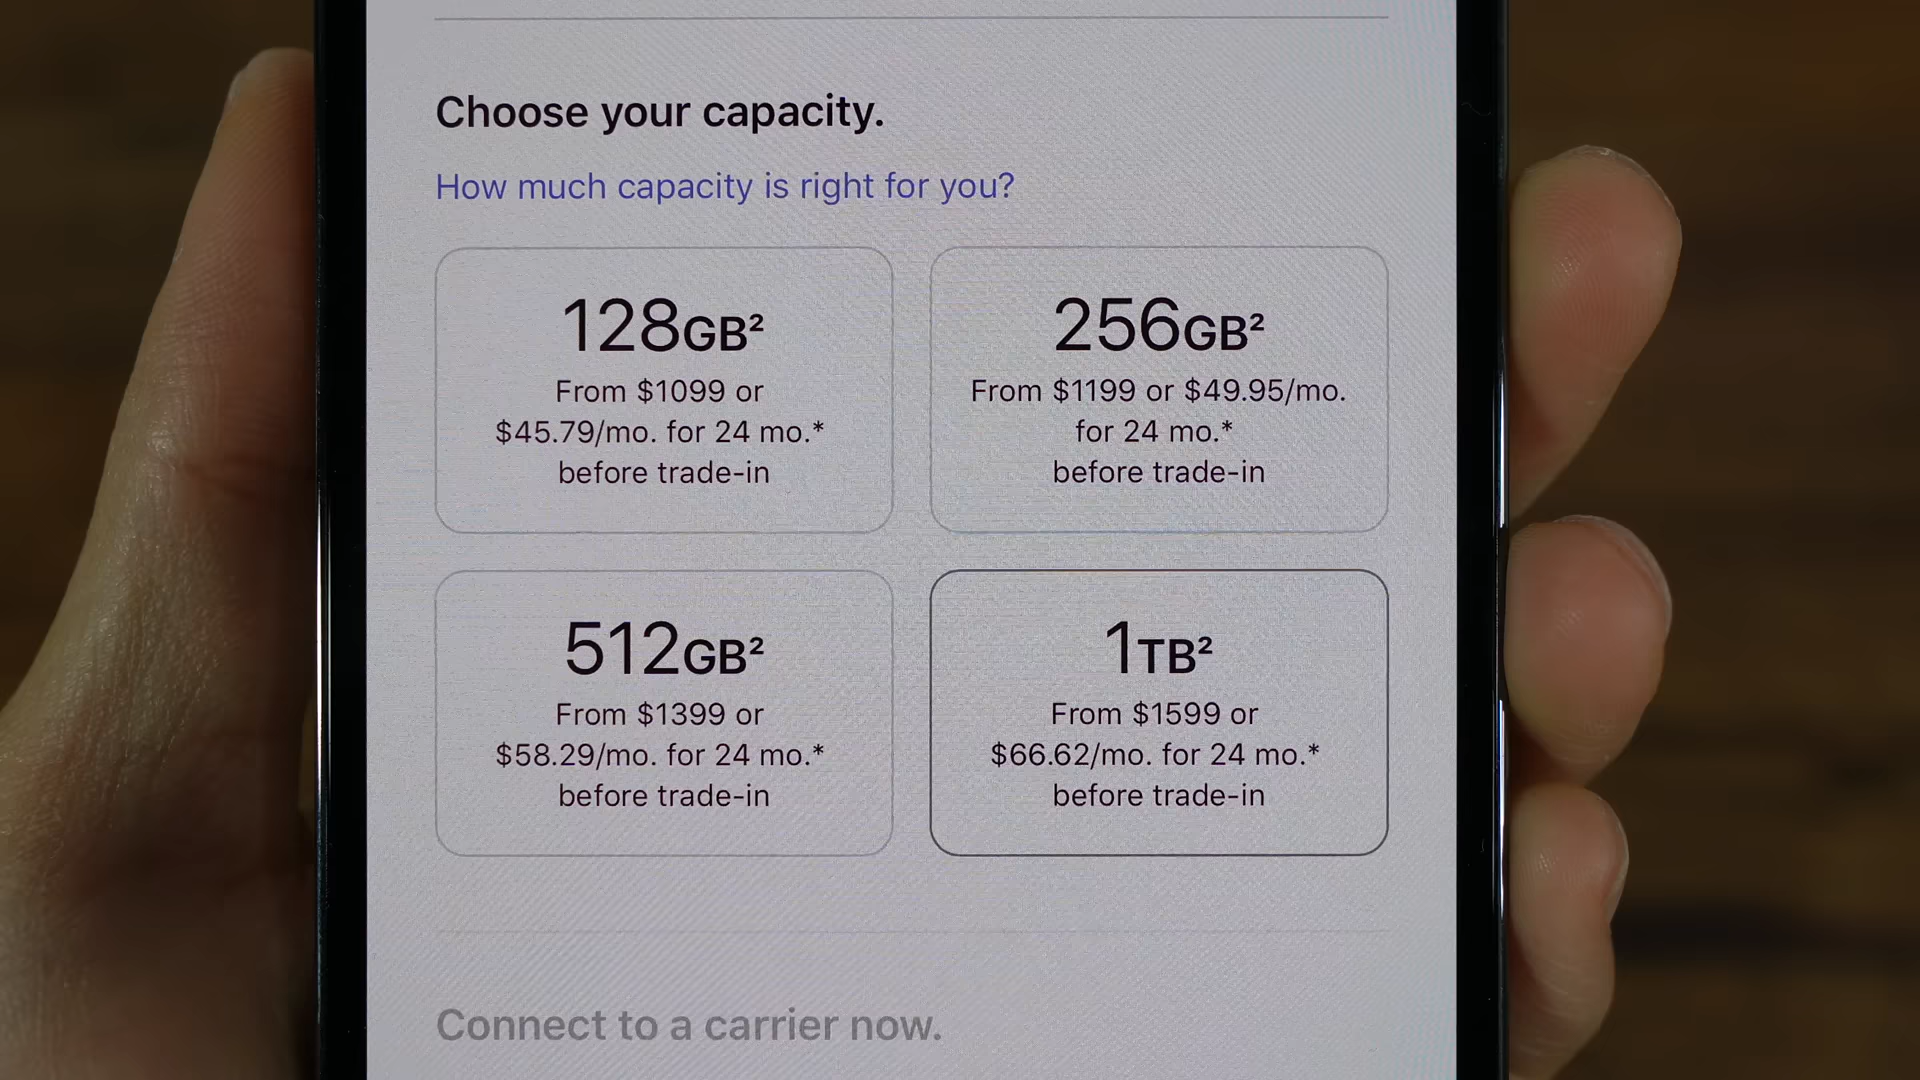 Choose your capacity.
How much capacity is right for you?
128GB²
From $1099 or
$45.79/mo. for 24 mo.*
before trade-in
256GB²
From $1199 or $49.95/mo.
for 24 mo.*
before trade-in
512GB²
From $1399 or
$58.29/mo. for 24 mo.*
before trade-in
1TB²
From $1599 or
$66.62/mo. for 24 mo.*
before trade-in
Connect to a carrier now.